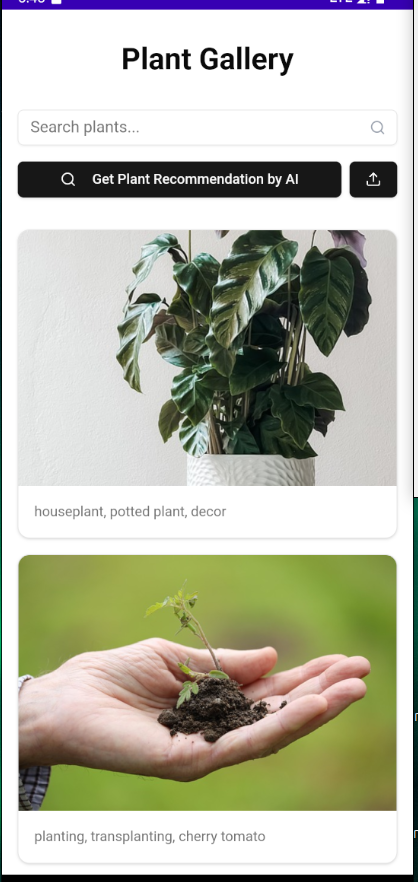 Plant Gallery
Search plants...
Get Plant Recommendation by AI
houseplant, potted plant, decor
planting, transplanting, cherry tomato